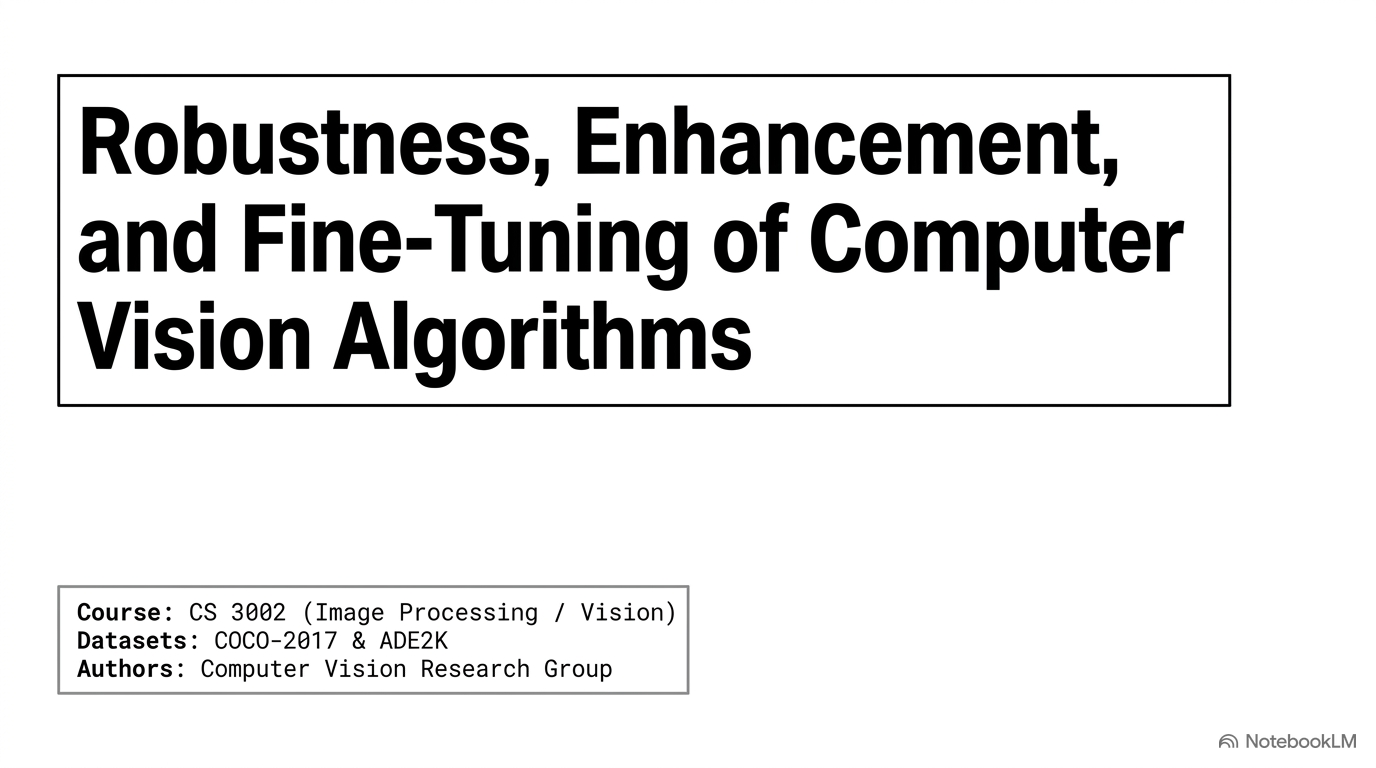 Robustness, Enhancement,
and Fine-Tuning of Computer
Vision Algorithms
Course: CS 3002 (Image Processing / Vision)
Datasets: COCO-2017 & ADE2K
Authors: Computer Vision Research Group
NotebookLM